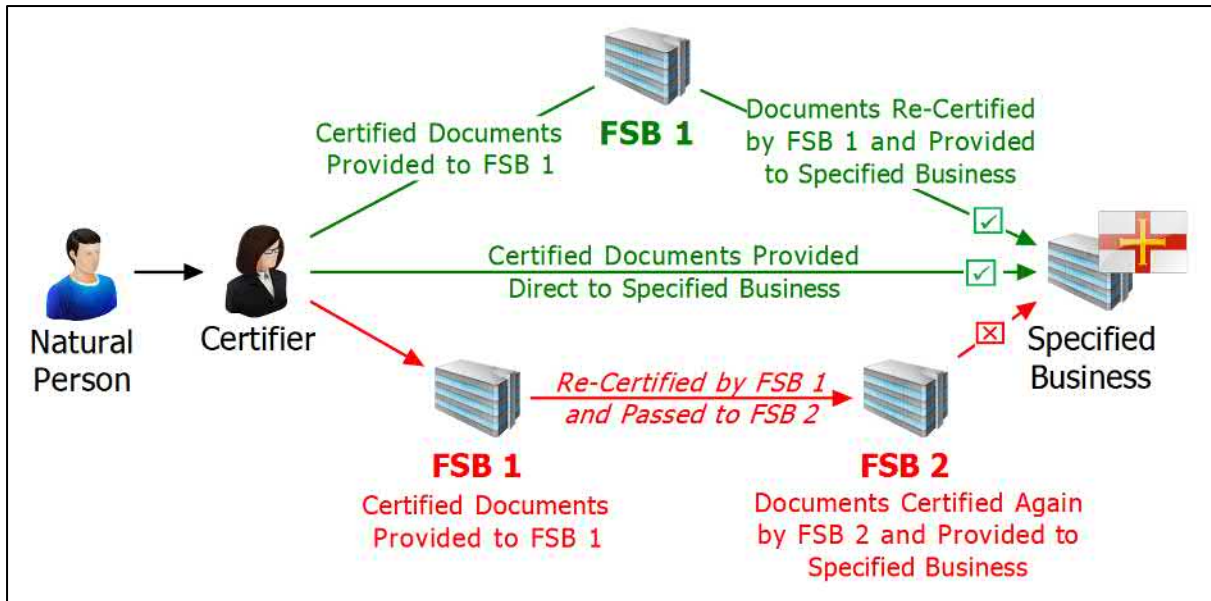 FSB 1
Certified Documents
Provided to FSB 1
Documents Re-Certified
by FSB 1 and Provided
to Specified Business
Certified Documents Provided
Direct to Specified Business
Natural
Person
Certifier
Specified
Business
Re-Certified by FSB 1
and Passed to FSB 2
FSB 1
Certified Documents
Provided to FSB 1
FSB 2
Documents Certified Again
by FSB 2 and Provided to
Specified Business